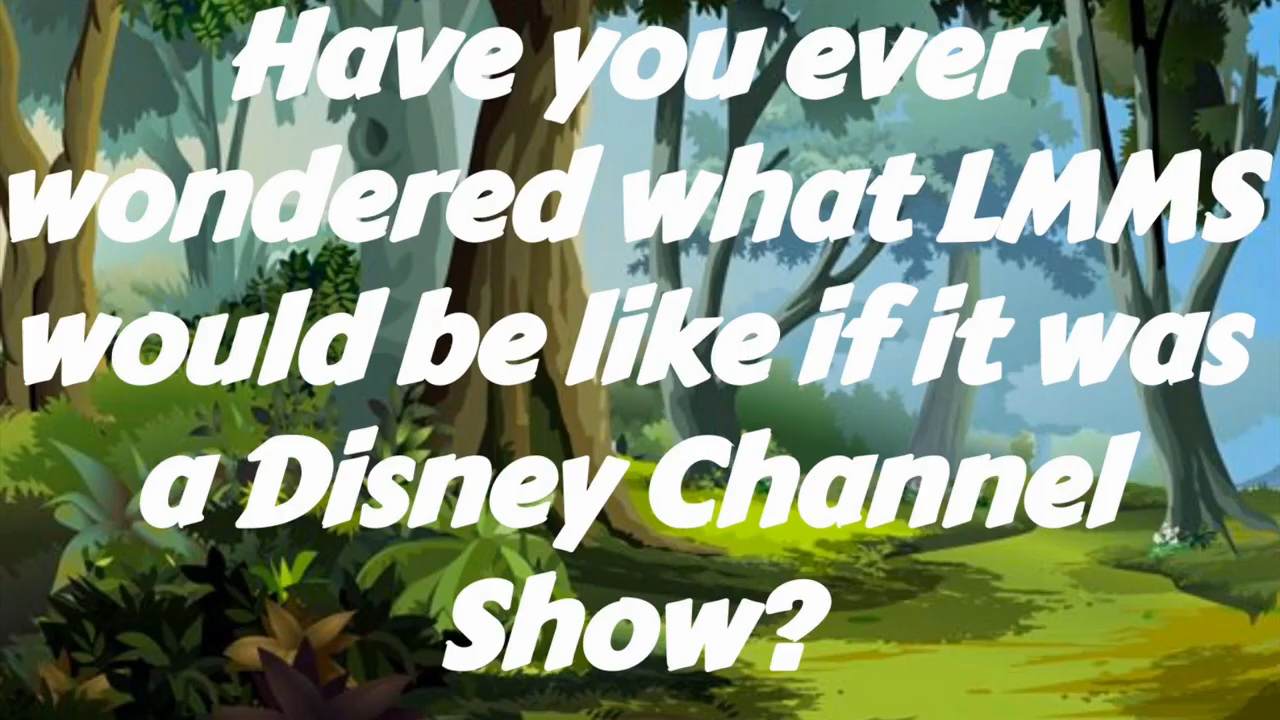 Have you ever
wondered what LMMS
would be like if it was
a Disney Channel
Show?